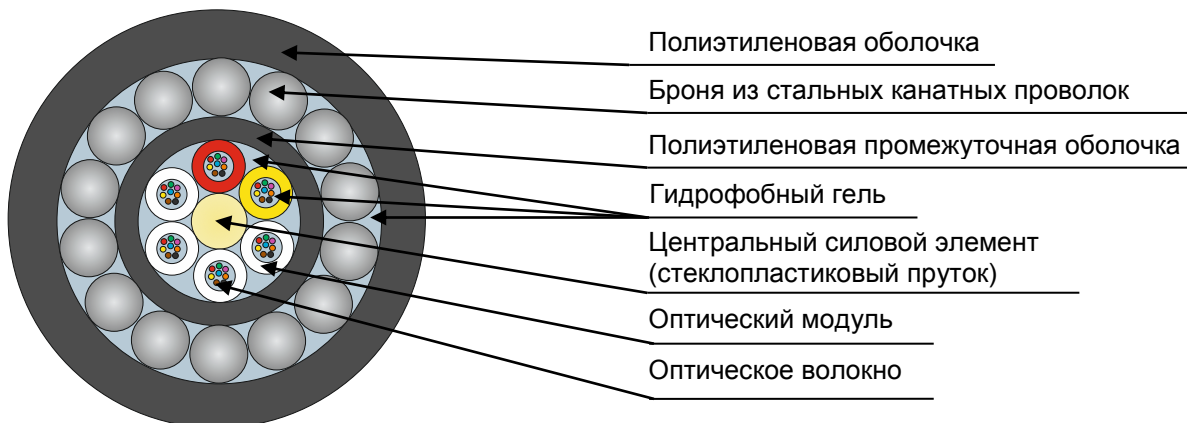 Полиэтиленовая оболочка
Броня из стальных канатных проволок
Полиэтиленовая промежуточная оболочка
Гидрофобный гель
Центральный силовой элемент
(стеклопластиковый пруток)
Оптический модуль
Оптическое волокно